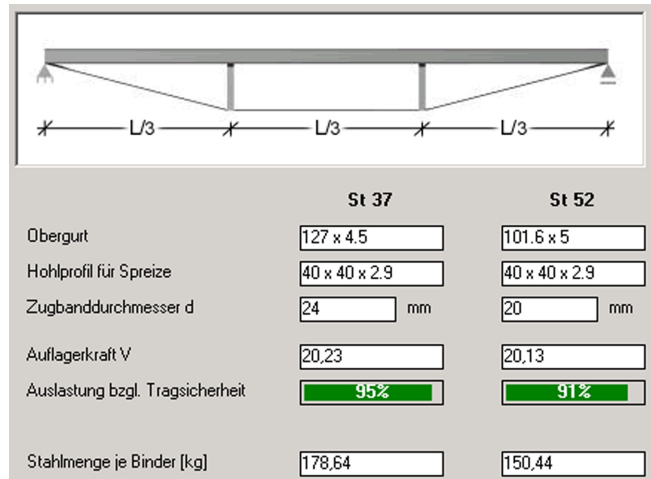 L/3 L/3 L/3
St 37 St 52
Obergurt 127 x 4.5 101.6 x 5
Hohlprofil für Spreize 40 x 40 x 2.9 40 x 40 x 2.9
Zugbanddurchmesser d 24 mm 20 mm
Auflagerkraft V 20,23 20,13
Auslastung bzgl. Tragsicherheit 95% 91%
Stahlmenge je Binder [kg] 178,64 150,44